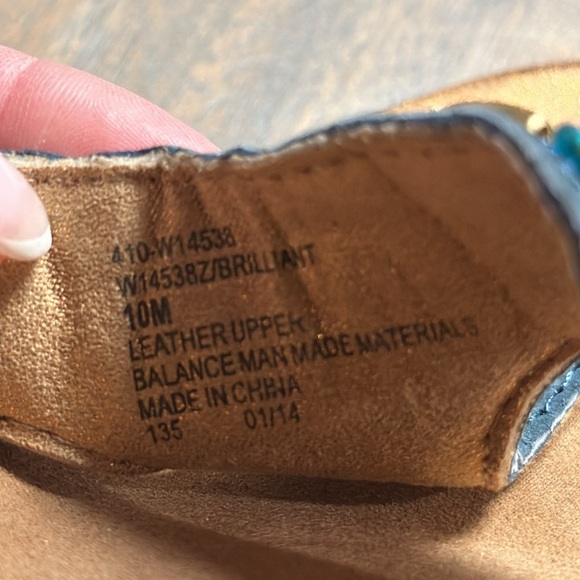 410-W14538
W14538Z/BRILLIANT
10M
LEATHER UPPER
BALANCE MAN MADE MATERIALS
MADE IN CHINA
135 01/14